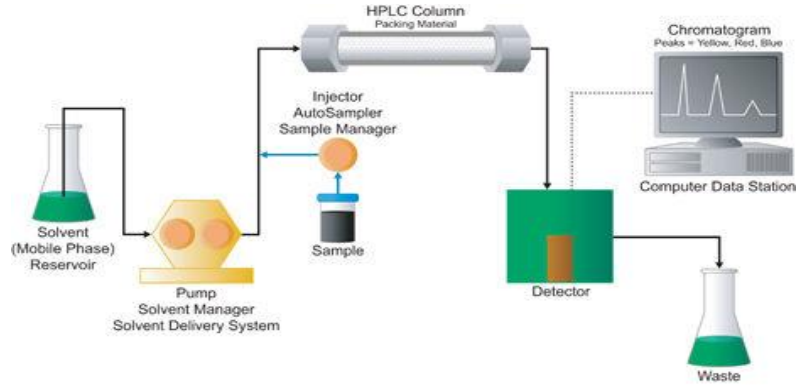 HPLC Column
Packing Material
Chromatogram
Peaks = Yellow, Red, Blue
Injector
AutoSampler
Sample Manager
Computer Data Station
Solvent
(Mobile Phase)
Reservoir
Sample
Pump
Solvent Manager
Solvent Delivery System
Detector
Waste